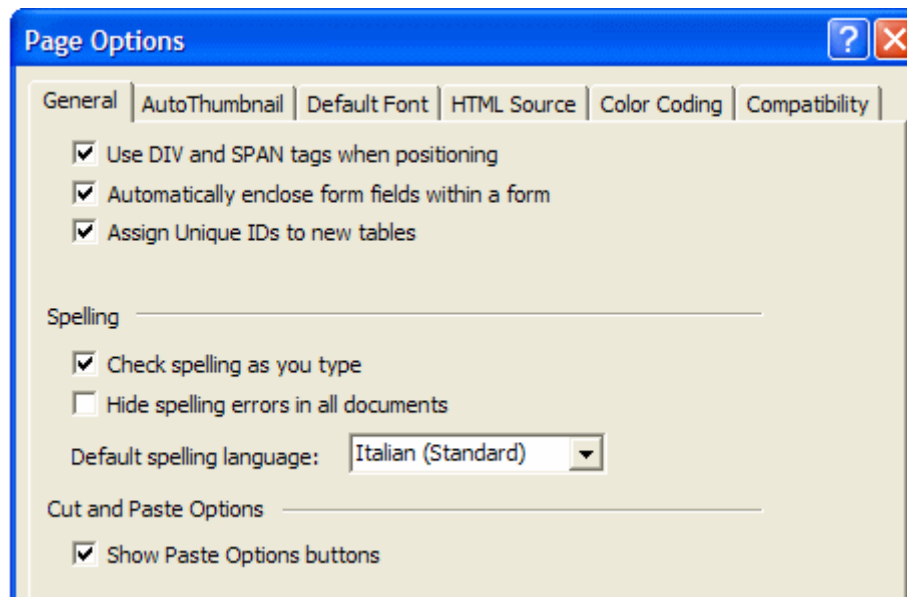 Page Options
General AutoThumbnail Default Font HTML Source Color Coding Compatibility
Use DIV and SPAN tags when positioning
Automatically enclose form fields within a form
Assign Unique IDs to new tables
Spelling
Check spelling as you type
Hide spelling errors in all documents
Default spelling language: Italian (Standard)
Cut and Paste Options
Show Paste Options buttons